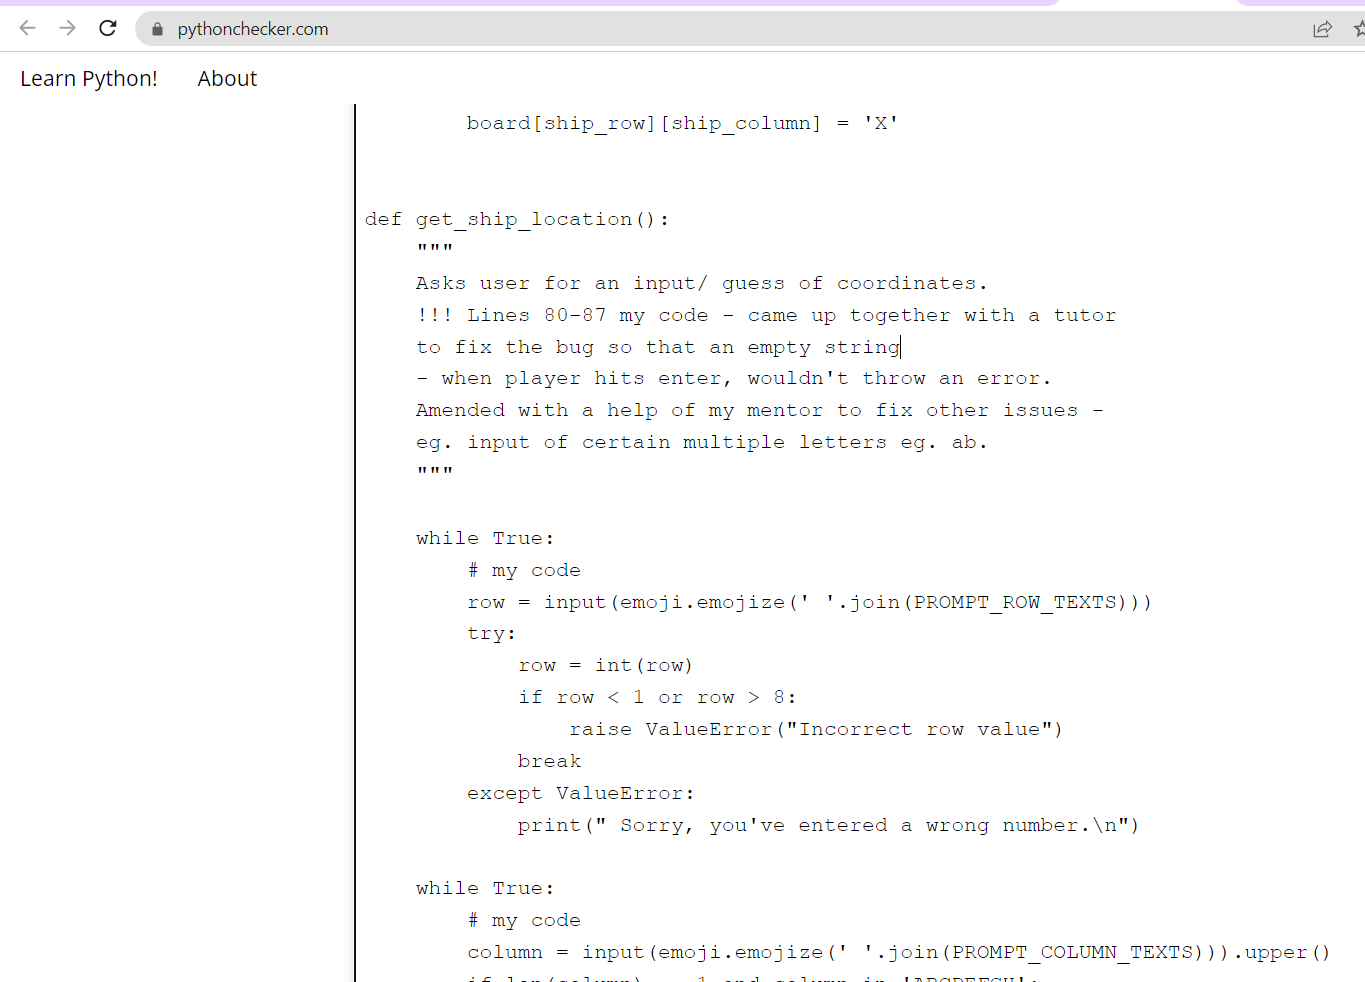 pythonchecker.com
Learn Python! About
board[ship_row][ship_column] = 'X'
def get_ship_location():
"""
Asks user for an input/ guess of coordinates.
!!! Lines 80-87 my code - came up together with a tutor
to fix the bug so that an empty string
- when player hits enter, wouldn't throw an error.
Amended with a help of my mentor to fix other issues -
eg. input of certain multiple letters eg. ab.
"""
while True:
# my code
row = input(emoji.emojize(' '.join(PROMPT_ROW_TEXTS)))
try:
row = int(row)
if row < 1 or row > 8:
raise ValueError("Incorrect row value")
break
except ValueError:
print(" Sorry, you've entered a wrong number.\n")
while True:
# my code
column = input(emoji.emojize(' '.join(PROMPT_COLUMN_TEXTS))).upper()